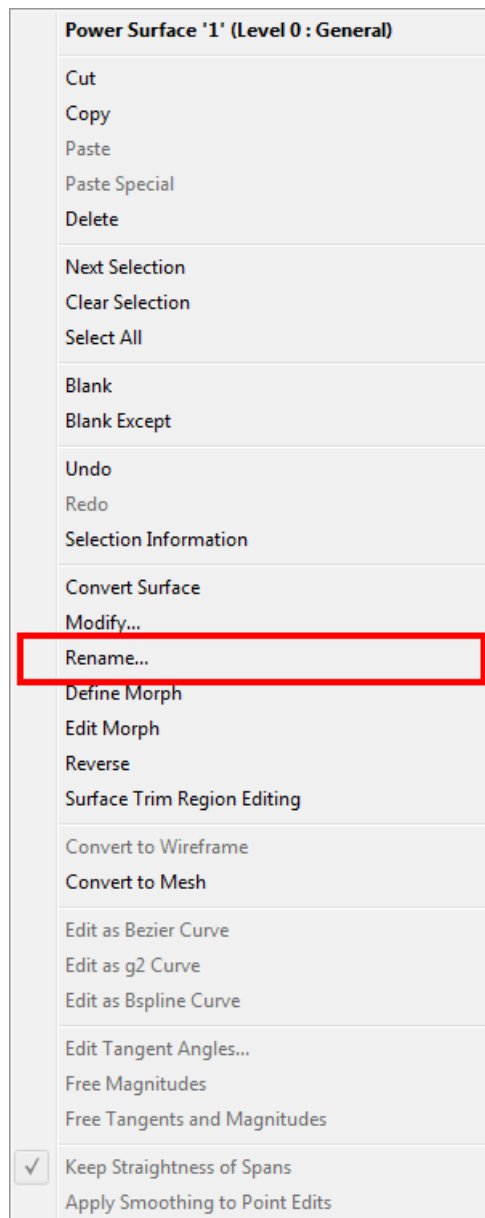 Power Surface '1' (Level 0 : General)
Cut
Copy
Paste
Paste Special
Delete
Next Selection
Clear Selection
Select All
Blank
Blank Except
Undo
Redo
Selection Information
Convert Surface
Modify...
Rename...
Define Morph
Edit Morph
Reverse
Surface Trim Region Editing
Convert to Wireframe
Convert to Mesh
Edit as Bezier Curve
Edit as g2 Curve
Edit as Bspline Curve
Edit Tangent Angles...
Free Magnitudes
Free Tangents and Magnitudes
Keep Straightness of Spans
Apply Smoothing to Point Edits